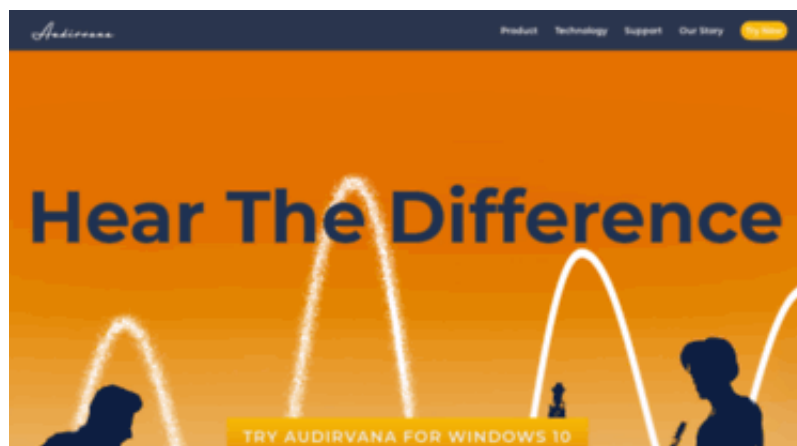 Audirvana
Product Technology Support Our Story Try Now
Hear The Difference
TRY AUDIRVANA FOR WINDOWS 10